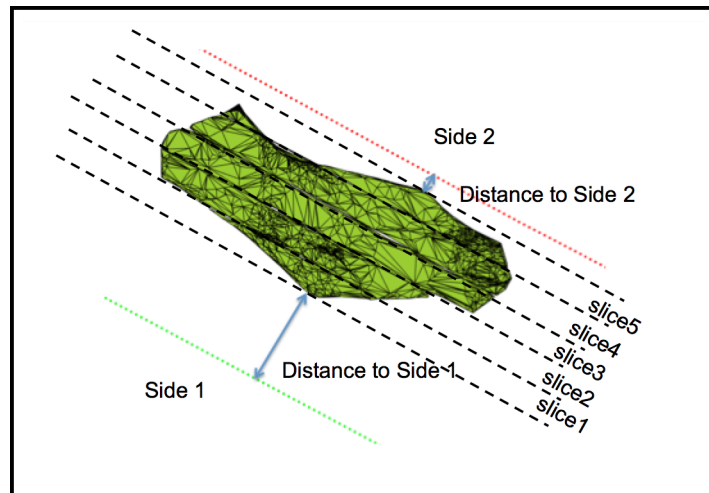 Side 2
Distance to Side 2
slice5
slice4
slice3
slice2
slice1
Distance to Side 1
Side 1